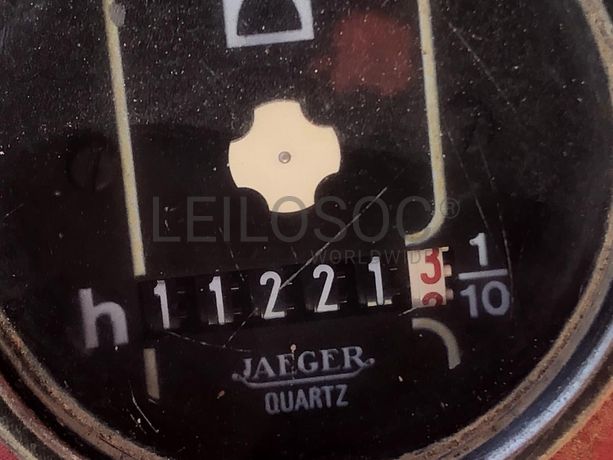 LEILOSOC®
WORLDWIDE
h 1 1 2 2 1 3 1/10
JAEGER
QUARTZ